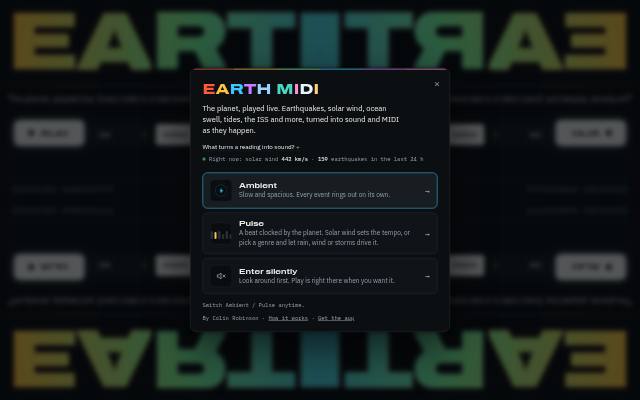 EARTH MIDI
×
The planet, played live. Earthquakes, solar wind, ocean
swell, tides, the ISS and more, turned into sound and MIDI
as they happen.
What turns a reading into sound? +
Right now: solar wind 442 km/s · 159 earthquakes in the last 24 h
Ambient
Slow and spacious. Every event rings out on its own. →
Pulse
A beat clocked by the planet. Solar wind sets the tempo, or
pick a genre and let rain, wind or storms drive it. →
Enter silently
Look around first. Play is right there when you want it. →
Switch Ambient / Pulse anytime.
By Colin Robinson · How it works · Get the app